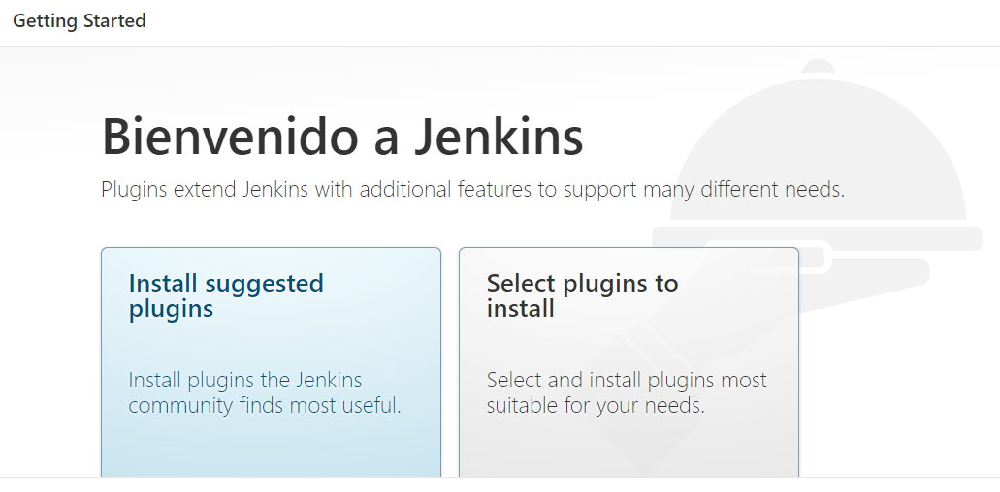 Getting Started
Bienvenido a Jenkins
Plugins extend Jenkins with additional features to support many different needs.
Install suggested
plugins
Install plugins the Jenkins
community finds most useful.
Select plugins to
install
Select and install plugins most
suitable for your needs.